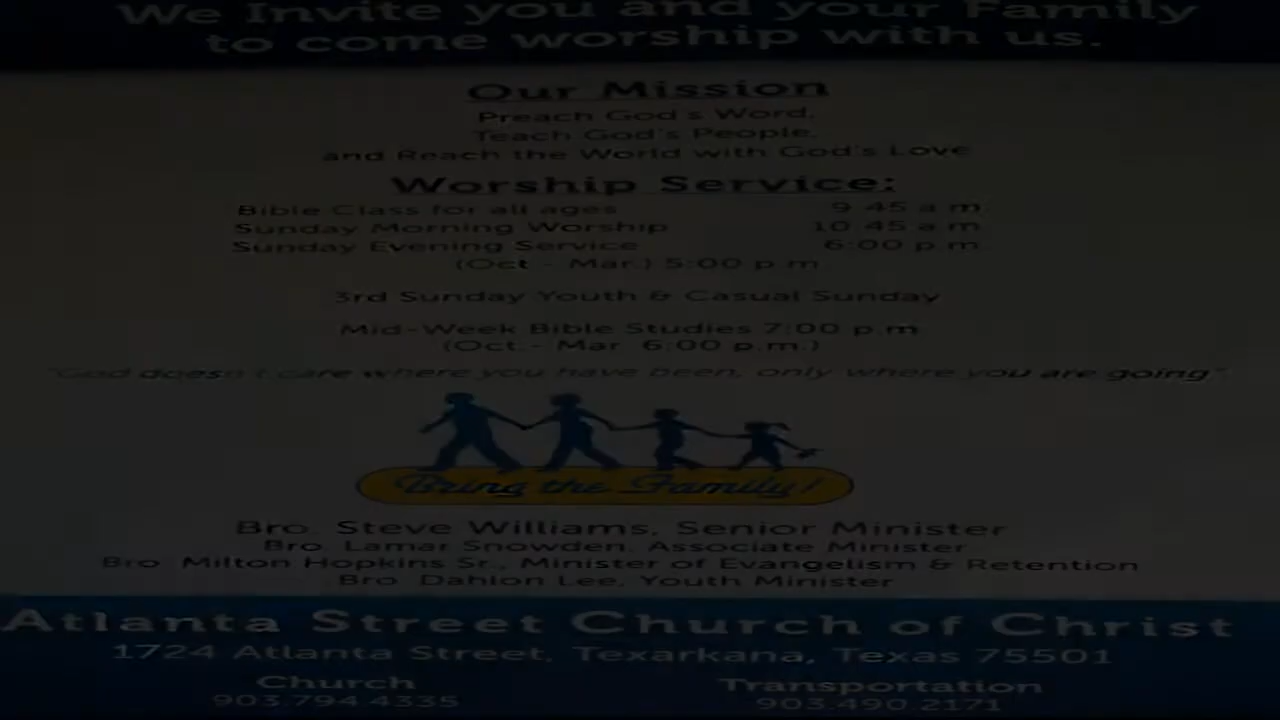 We Invite you and your Family
to come worship with us.
Our Mission
Preach God's Word,
Teach God's People,
and Reach the World with God's Love
Worship Service:
Bible Class for all ages 9:45 a.m
Sunday Morning Worship 10:45 a.m
Sunday Evening Service 6:00 p.m
(Oct.- Mar.) 5:00 p.m
3rd Sunday Youth & Casual Sunday
Mid-Week Bible Studies 7:00 p.m.
(Oct.- Mar. 6:00 p.m.)
"God doesn't care where you have been, only where you are going".
Bring the Family!
Bro. Steve Williams, Senior Minister
Bro. Lamar Snowden, Associate Minister
Bro. Milton Hopkins Sr., Minister of Evangelism & Retention
Bro. Dahlon Lee, Youth Minister
Atlanta Street Church of Christ
1724 Atlanta Street, Texarkana, Texas 75501
Church Transportation
903.794.4335 903.490.2171